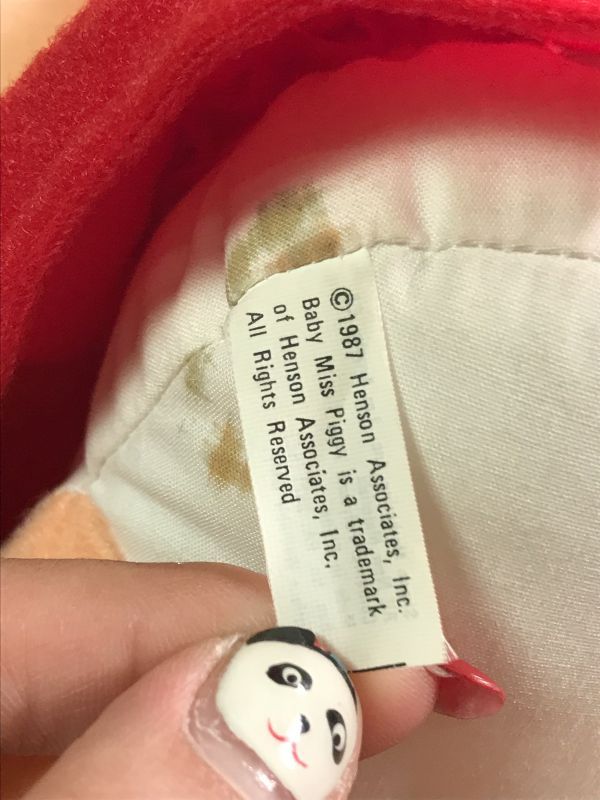 ©1987 Henson Associates, Inc.
Baby Miss Piggy is a trademark
of Henson Associates, Inc.
All Rights Reserved